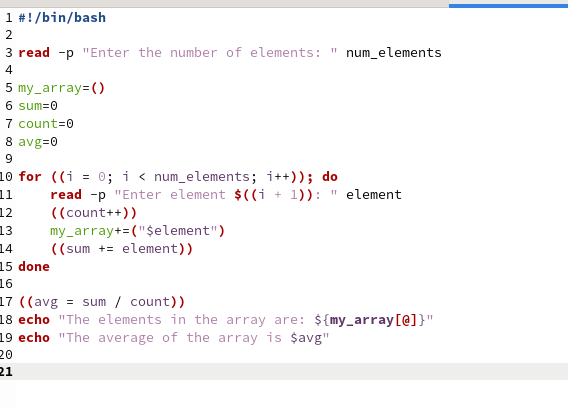 1 #!/bin/bash
2
3 read -p "Enter the number of elements: " num_elements
4
5 my_array=()
6 sum=0
7 count=0
8 avg=0
9
10 for ((i = 0; i < num_elements; i++)); do
11     read -p "Enter element $((i + 1)): " element
12     ((count++))
13     my_array+=("$element")
14     ((sum += element))
15 done
16
17 ((avg = sum / count))
18 echo "The elements in the array are: ${my_array[@]}"
19 echo "The average of the array is $avg"
20
21